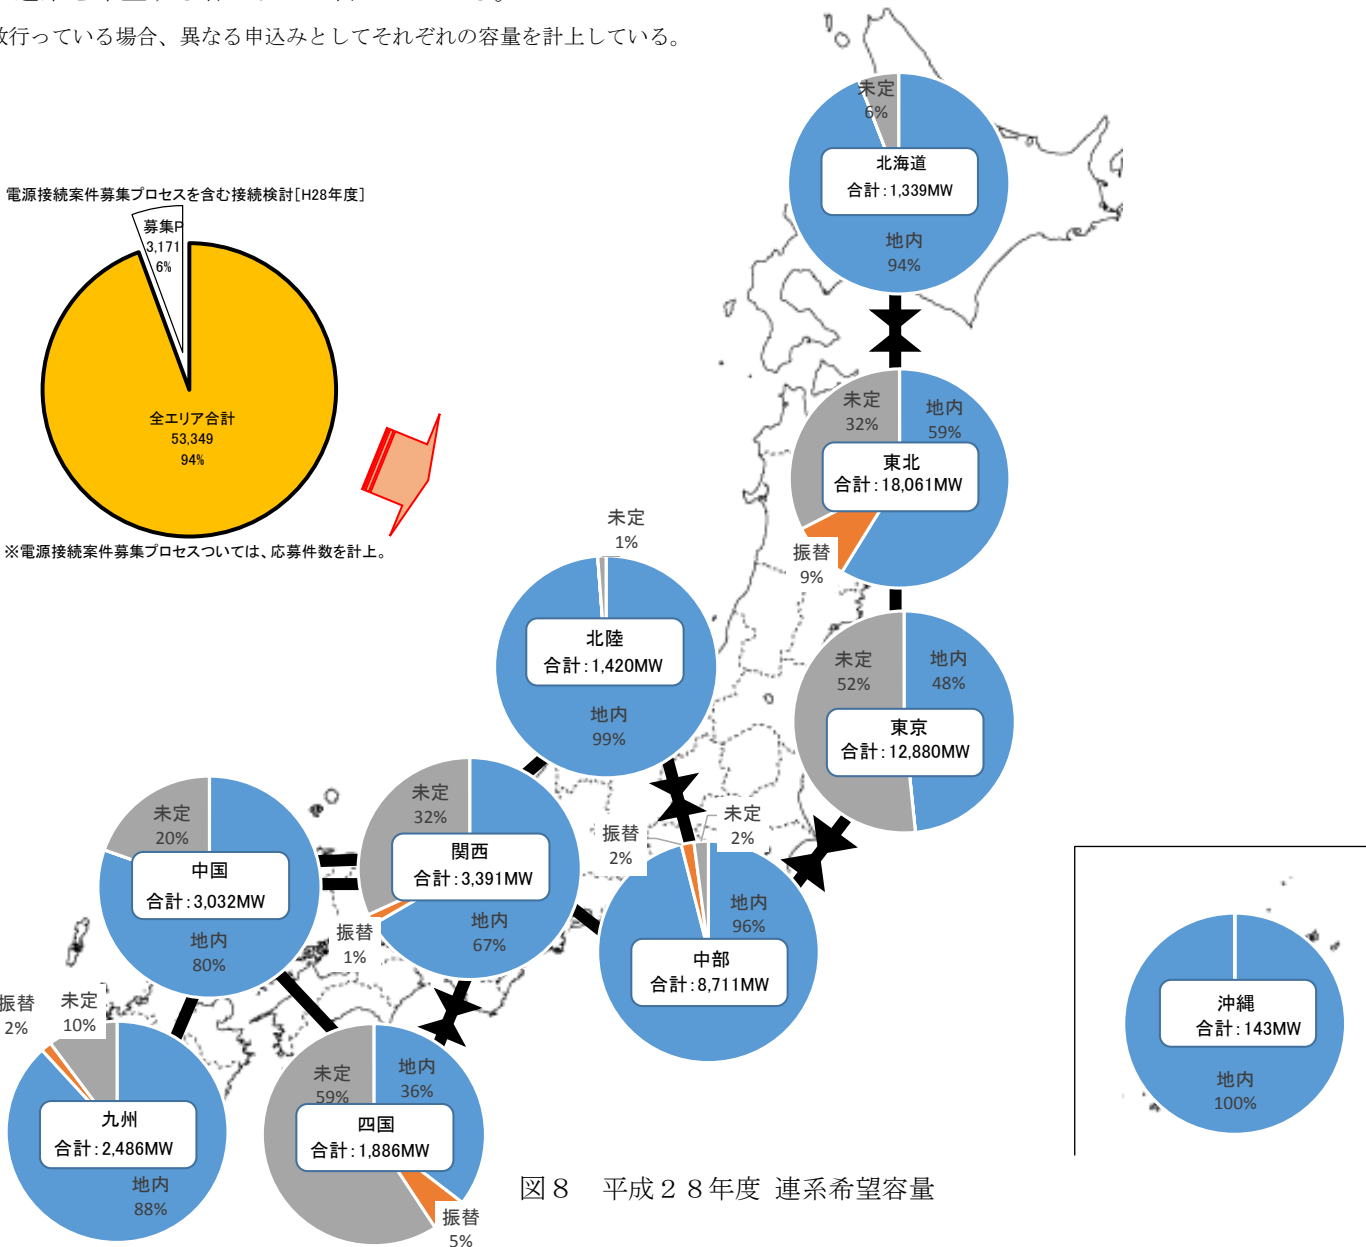 数行っている場合、異なる申込みとしてそれぞれの容量を計上している。
電源接続案件募集プロセスを含む接続検討[H28年度]
募集P
3,171
6%
全エリア合計
53,349
94%
※電源接続案件募集プロセスついては、応募件数を計上。
未定
6%
北海道
合計:1,339MW
地内
94%
未定
32%
地内
59%
東北
合計:18,061MW
振替
9%
未定
1%
北陸
合計:1,420MW
地内
99%
未定
52%
地内
48%
東京
合計:12,880MW
未定
20%
中国
合計:3,032MW
地内
80%
未定
32%
関西
合計:3,391MW
地内
67%
振替
1%
振替
2%
未定
2%
地内
96%
中部
合計:8,711MW
沖縄
合計:143MW
地内
100%
振替
2%
未定
10%
九州
合計:2,486MW
地内
88%
未定
59%
地内
36%
四国
合計:1,886MW
振替
5%
図8 平成28年度 連系希望容量